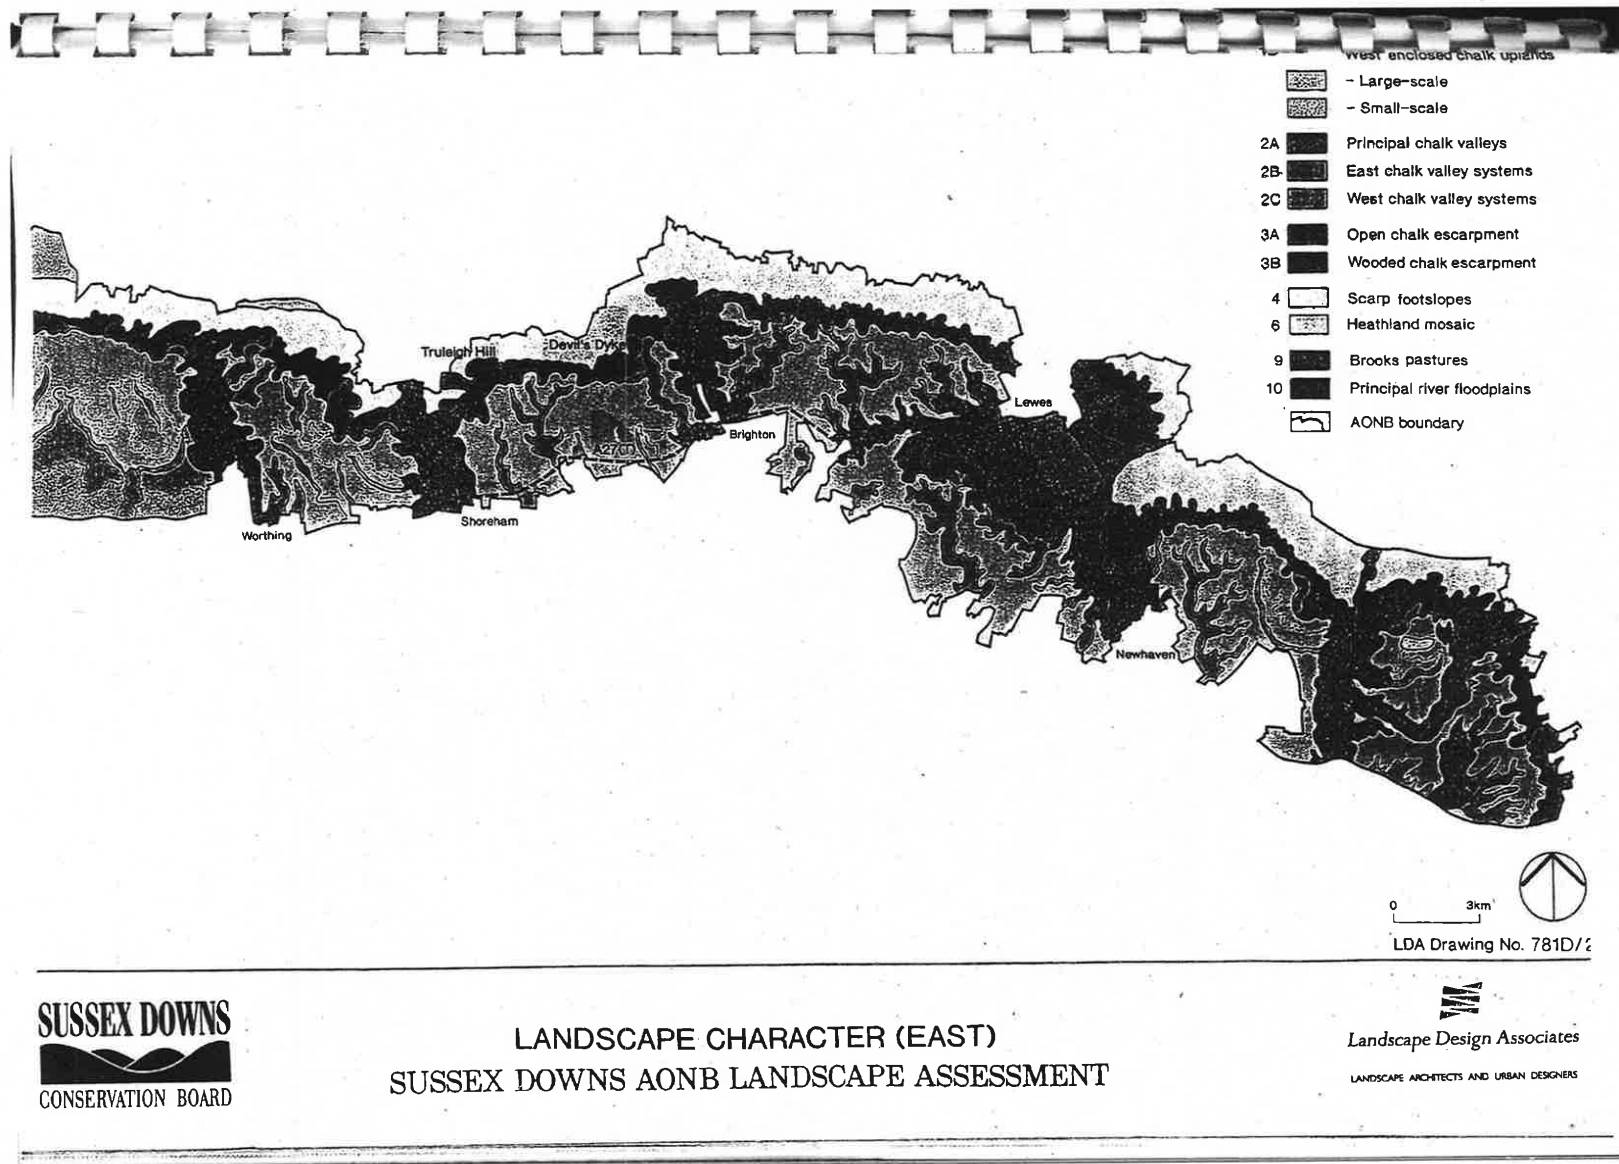 West enclosed chalk uplands
- Large-scale
- Small-scale
2A Principal chalk valleys
2B East chalk valley systems
2C West chalk valley systems
3A Open chalk escarpment
3B Wooded chalk escarpment
4 Scarp footslopes
6 Heathland mosaic
9 Brooks pastures
10 Principal river floodplains
AONB boundary
Truleigh Hill
Devil's Dyke
Lewes
Brighton
Shoreham
Worthing
Newhaven
0 3km
LDA Drawing No. 781D/2
SUSSEX DOWNS
CONSERVATION BOARD
LANDSCAPE CHARACTER (EAST)
SUSSEX DOWNS AONB LANDSCAPE ASSESSMENT
Landscape Design Associates
LANDSCAPE ARCHITECTS AND URBAN DESIGNERS